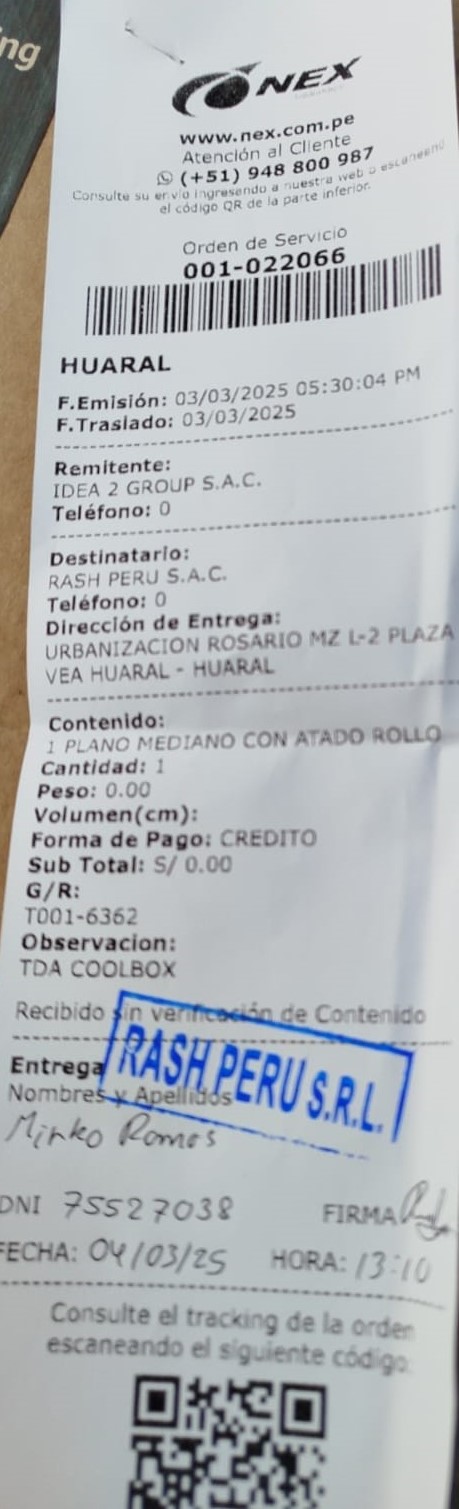 ng
NEX
www.nex.com.pe
Atención al Cliente
(+51) 948 800 987
Consulte su envío ingresando a nuestra web o escaneando
el código QR de la parte inferior.
Orden de Servicio
001-022066
HUARAL
F.Emisión: 03/03/2025 05:30:04 PM
F.Traslado: 03/03/2025
Remitente:
IDEA 2 GROUP S.A.C.
Teléfono: 0
Destinatario:
RASH PERU S.A.C.
Teléfono: 0
Dirección de Entrega:
URBANIZACION ROSARIO MZ L-2 PLAZA
VEA HUARAL - HUARAL
Contenido:
1 PLANO MEDIANO CON ATADO ROLLO
Cantidad: 1
Peso: 0.00
Volumen(cm):
Forma de Pago: CREDITO
Sub Total: S/ 0.00
G/R:
T001-6362
Observacion:
TDA COOLBOX
Recibido sin verificación de Contenido
RASH PERU S.R.L.
Entrega
Nombres y Apellidos
Mirko Romos
DNI 75527038 FIRMA
FECHA: 04/03/25 HORA: 13:10
Consulte el tracking de la orden
escaneando el siguiente código: